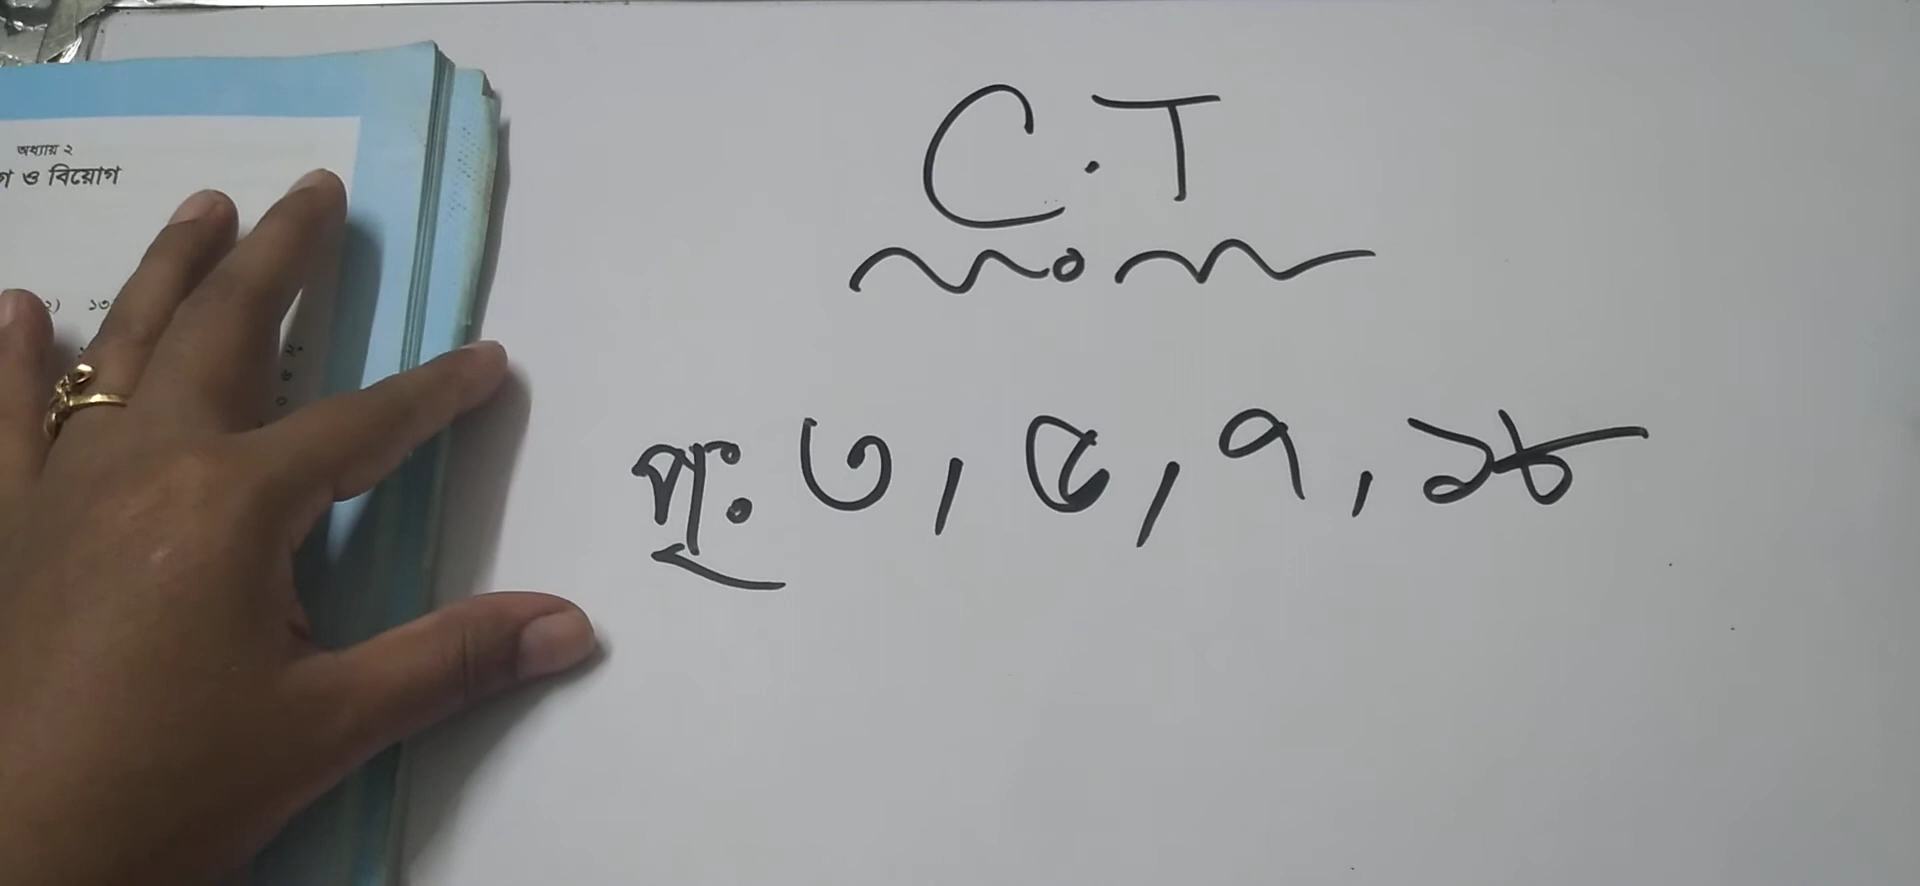 অধ্যায় ২
ও বিয়োগ
C.T
পৃ: ৩, ৫, ৭, ১৮